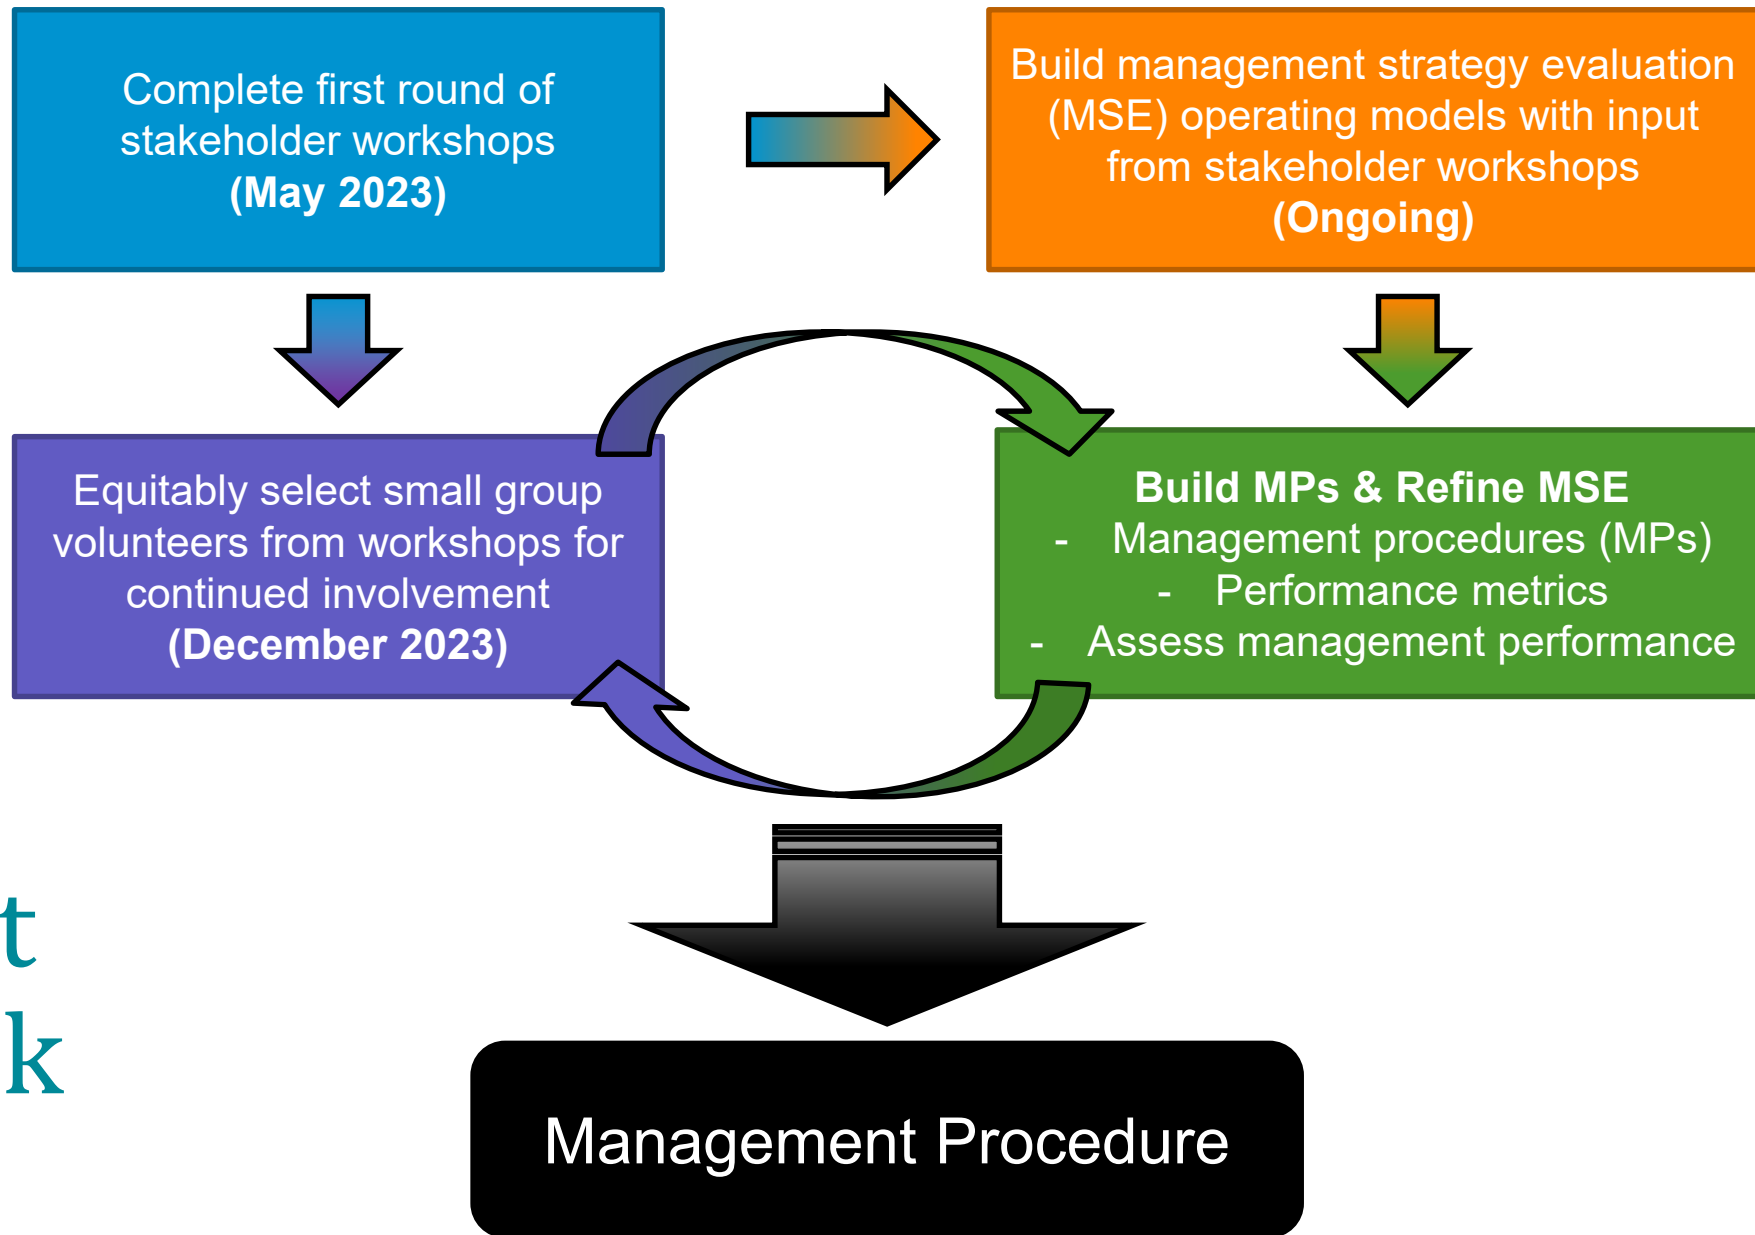 Complete first round of
stakeholder workshops
(May 2023)
Build management strategy evaluation
(MSE) operating models with input
from stakeholder workshops
(Ongoing)
Equitably select small group
volunteers from workshops for
continued involvement
(December 2023)
Build MPs & Refine MSE
- Management procedures (MPs)
- Performance metrics
- Assess management performance
t
k
Management Procedure